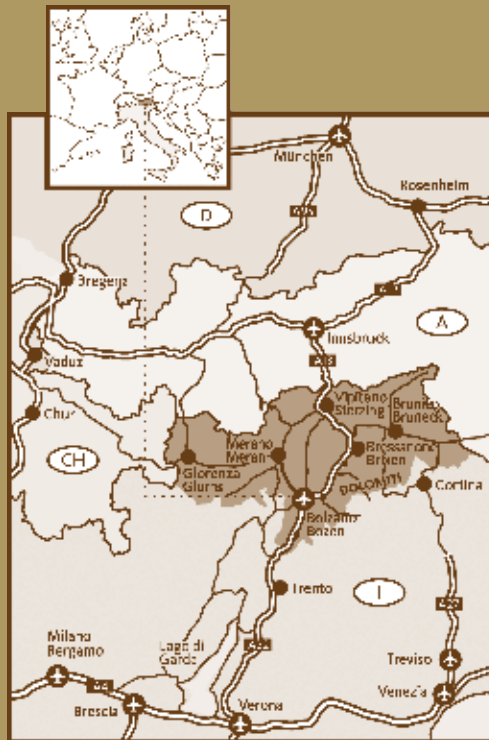 München
Rosenheim
D
Bregenz
Innsbruck
A
Vaduz
Vipiteno
Sterzing
Brunico
Bruneck
Chur
Merano
Meran
Bressanone
Brixen
CH
Glorenza
Glurns
DOLOMITI
Cortina
Bolzano
Bozen
Trento
I
Milano
Bergamo
Lago di
Garda
Treviso
Venezia
Brescia
Verona